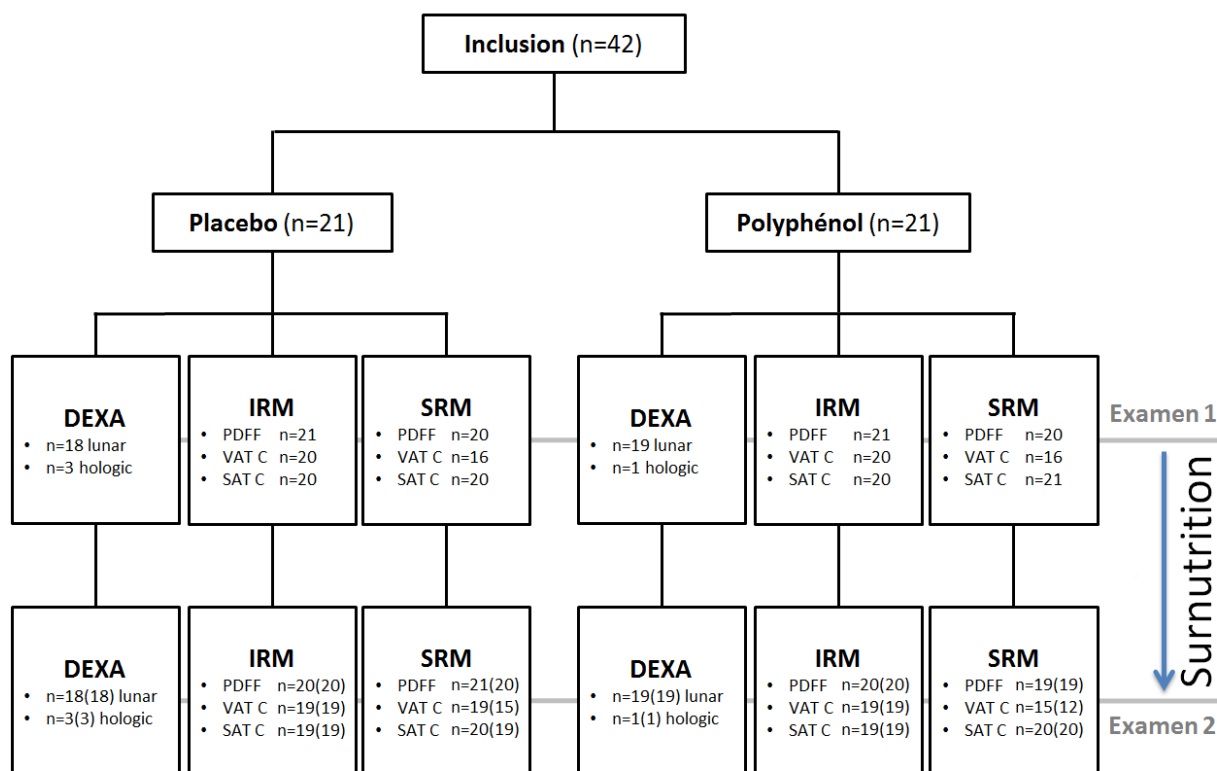 Inclusion (n=42)
Placebo (n=21)
Polyphénol (n=21)
DEXA
• n=18 lunar
• n=3 hologic
IRM
• PDFF n=21
• VAT C n=20
• SAT C n=20
SRM
• PDFF n=20
• VAT C n=16
• SAT C n=20
DEXA
• n=19 lunar
• n=1 hologic
IRM
• PDFF n=21
• VAT C n=20
• SAT C n=20
SRM
• PDFF n=20
• VAT C n=16
• SAT C n=21
Examen 1
Surnutrition
DEXA
• n=18(18) lunar
• n=3(3) hologic
IRM
• PDFF n=20(20)
• VAT C n=19(19)
• SAT C n=19(19)
SRM
• PDFF n=21(20)
• VAT C n=19(15)
• SAT C n=20(19)
DEXA
• n=19(19) lunar
• n=1(1) hologic
IRM
• PDFF n=20(20)
• VAT C n=19(19)
• SAT C n=19(19)
SRM
• PDFF n=19(19)
• VAT C n=15(12)
• SAT C n=20(20)
Examen 2